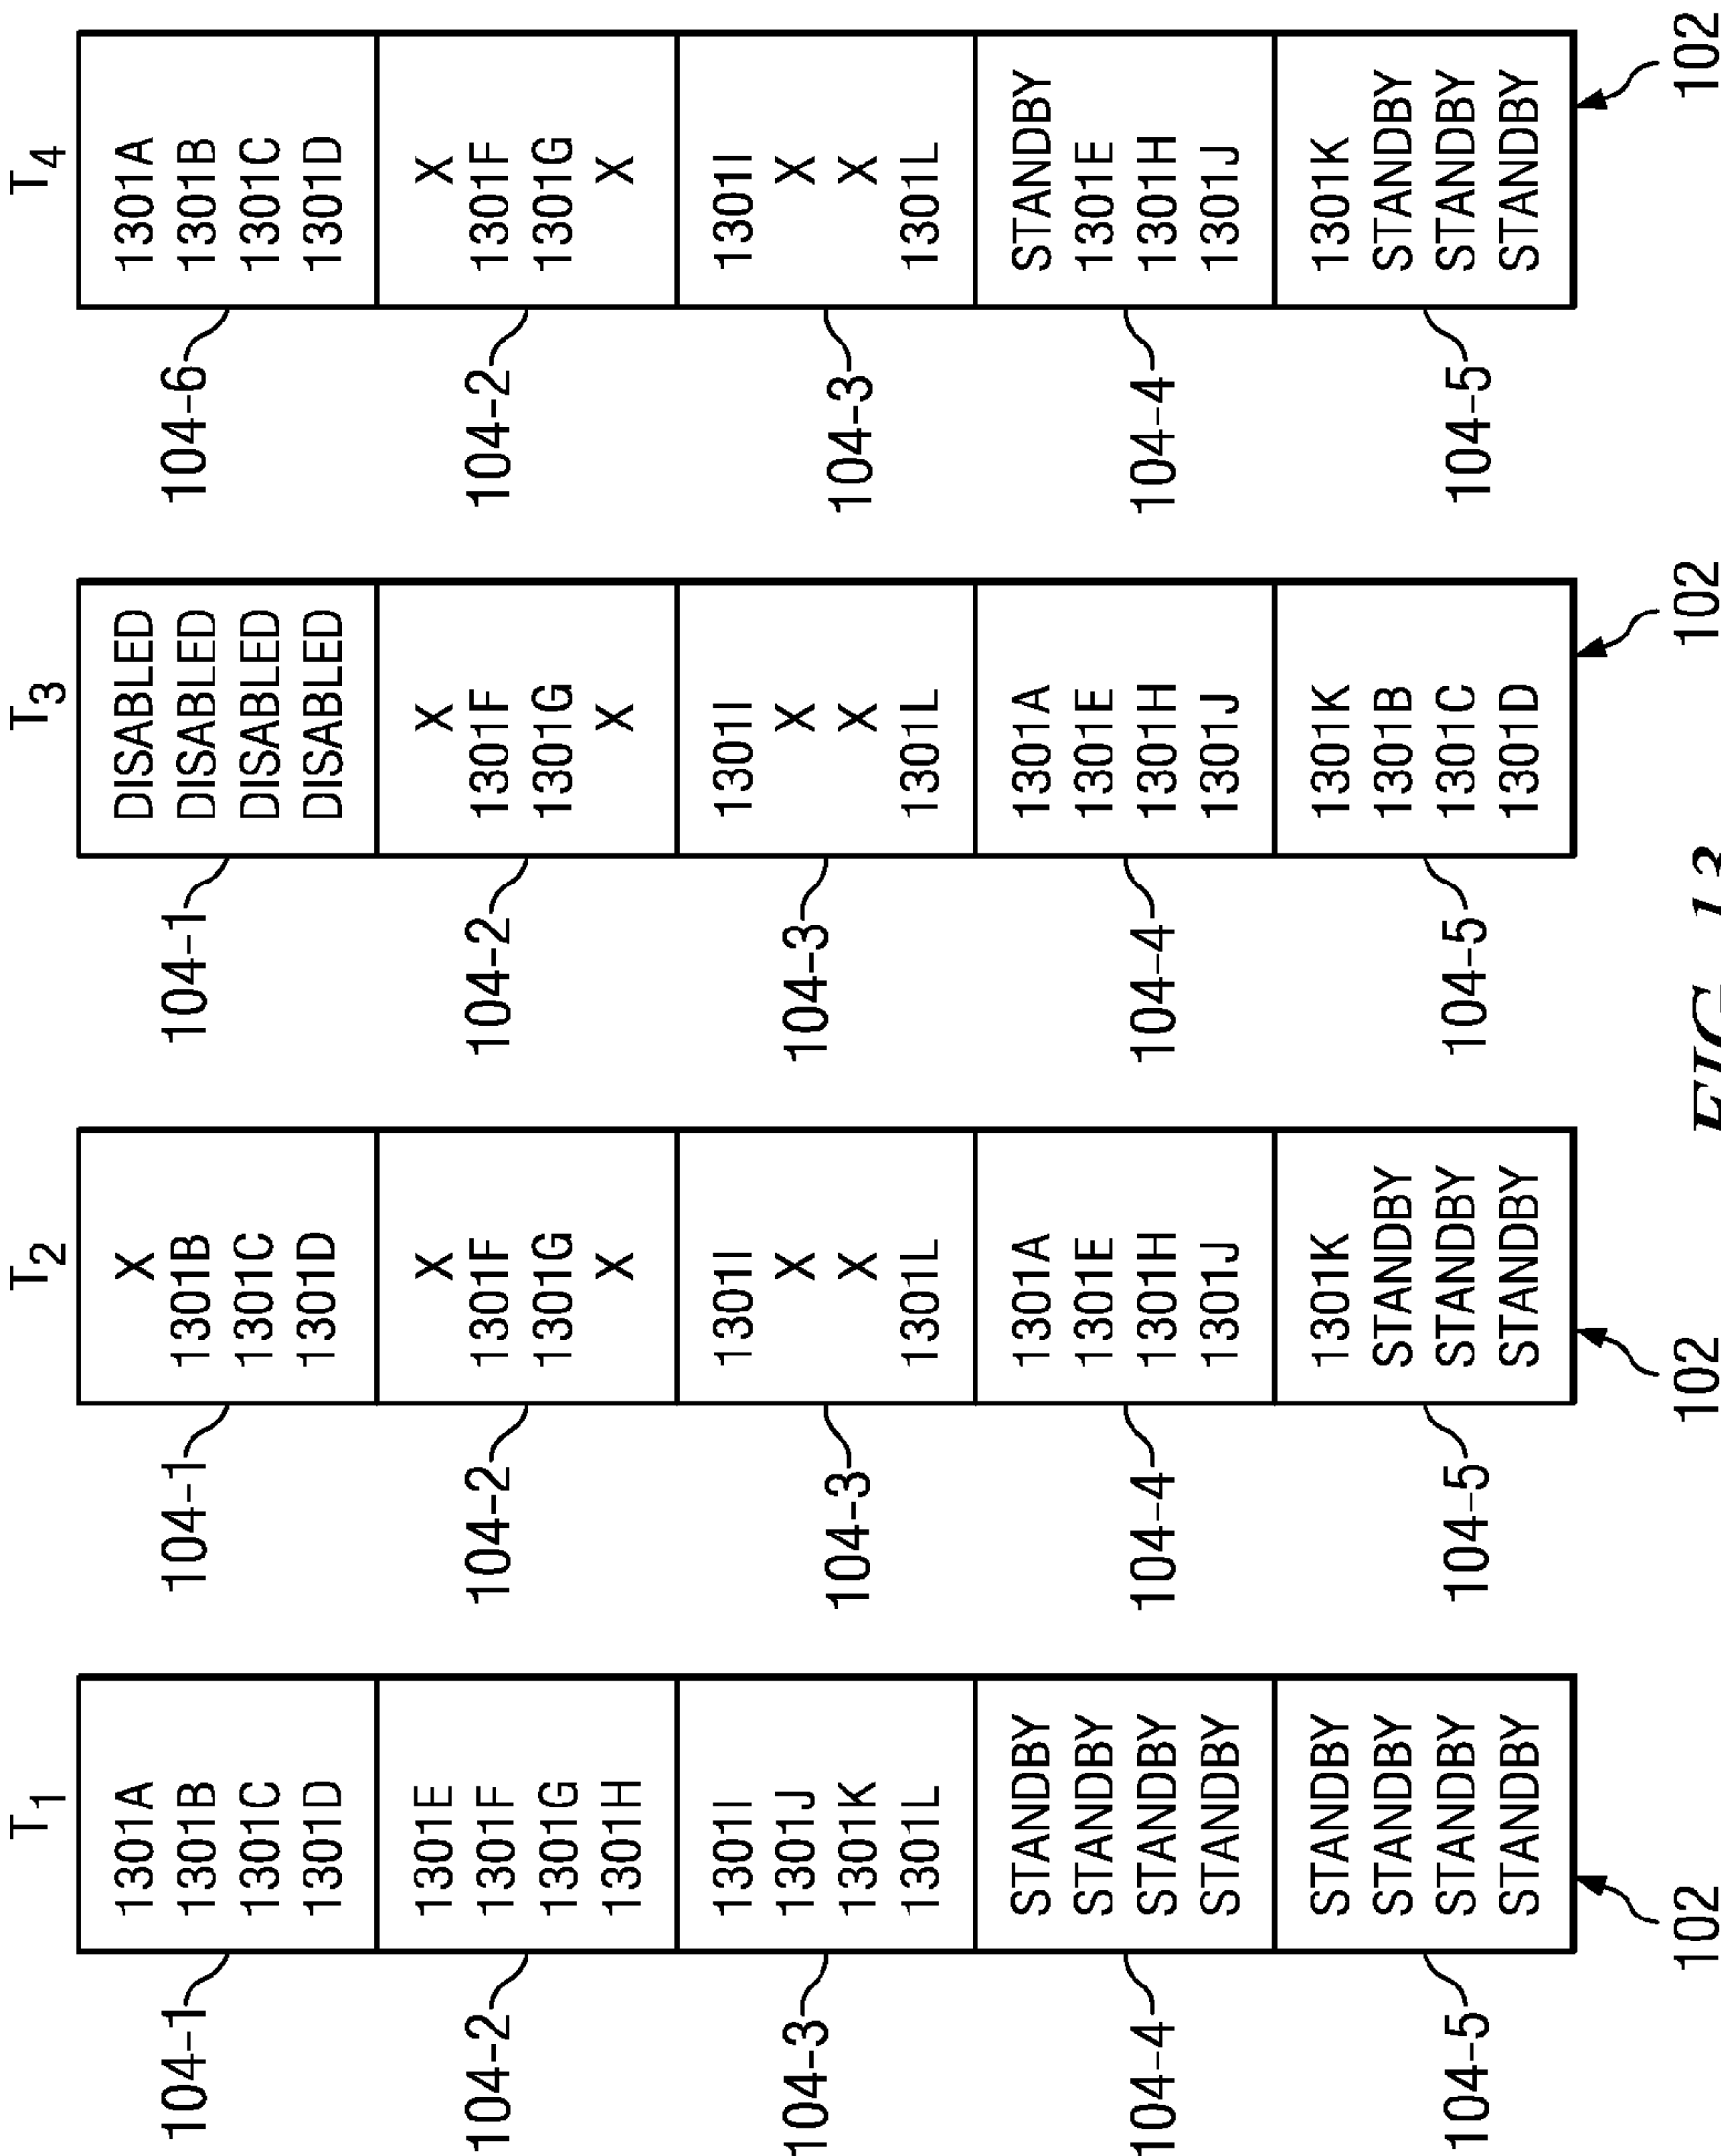 T1
104-1
1301A
1301B
1301C
1301D
104-2
1301E
1301F
1301G
1301H
104-3
1301I
1301J
1301K
1301L
104-4
STANDBY
STANDBY
STANDBY
STANDBY
104-5
STANDBY
STANDBY
STANDBY
STANDBY
102
T2
104-1
X
1301B
1301C
1301D
104-2
X
1301F
1301G
X
104-3
1301I
X
X
1301L
104-4
1301A
1301E
1301H
1301J
104-5
1301K
STANDBY
STANDBY
STANDBY
102
T3
104-1
DISABLED
DISABLED
DISABLED
DISABLED
104-2
X
1301F
1301G
X
104-3
1301I
X
X
1301L
104-4
1301A
1301E
1301H
1301J
104-5
1301K
1301B
1301C
1301D
102
T4
104-6
1301A
1301B
1301C
1301D
104-2
X
1301F
1301G
X
104-3
1301I
X
X
1301L
104-4
STANDBY
1301E
1301H
1301J
104-5
1301K
STANDBY
STANDBY
STANDBY
102
FIG. 13